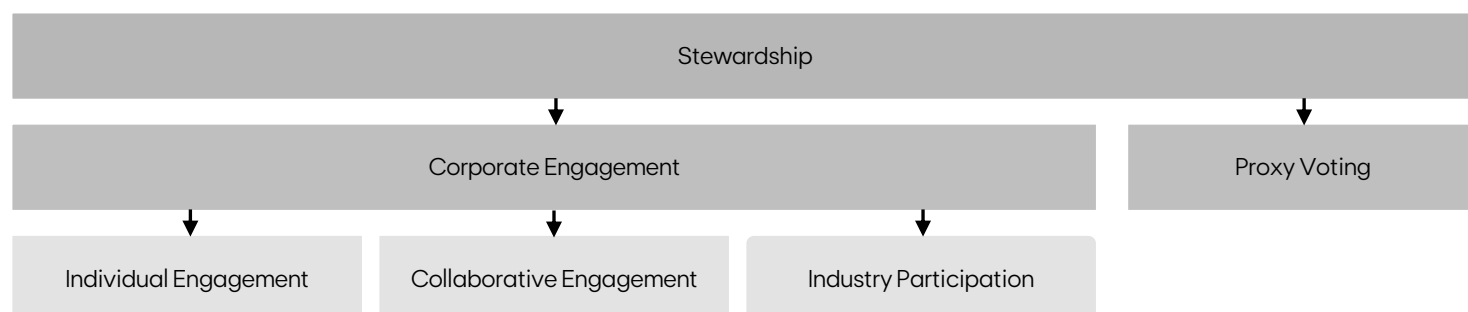 Stewardship
Corporate Engagement
Proxy Voting
Individual Engagement
Collaborative Engagement
Industry Participation